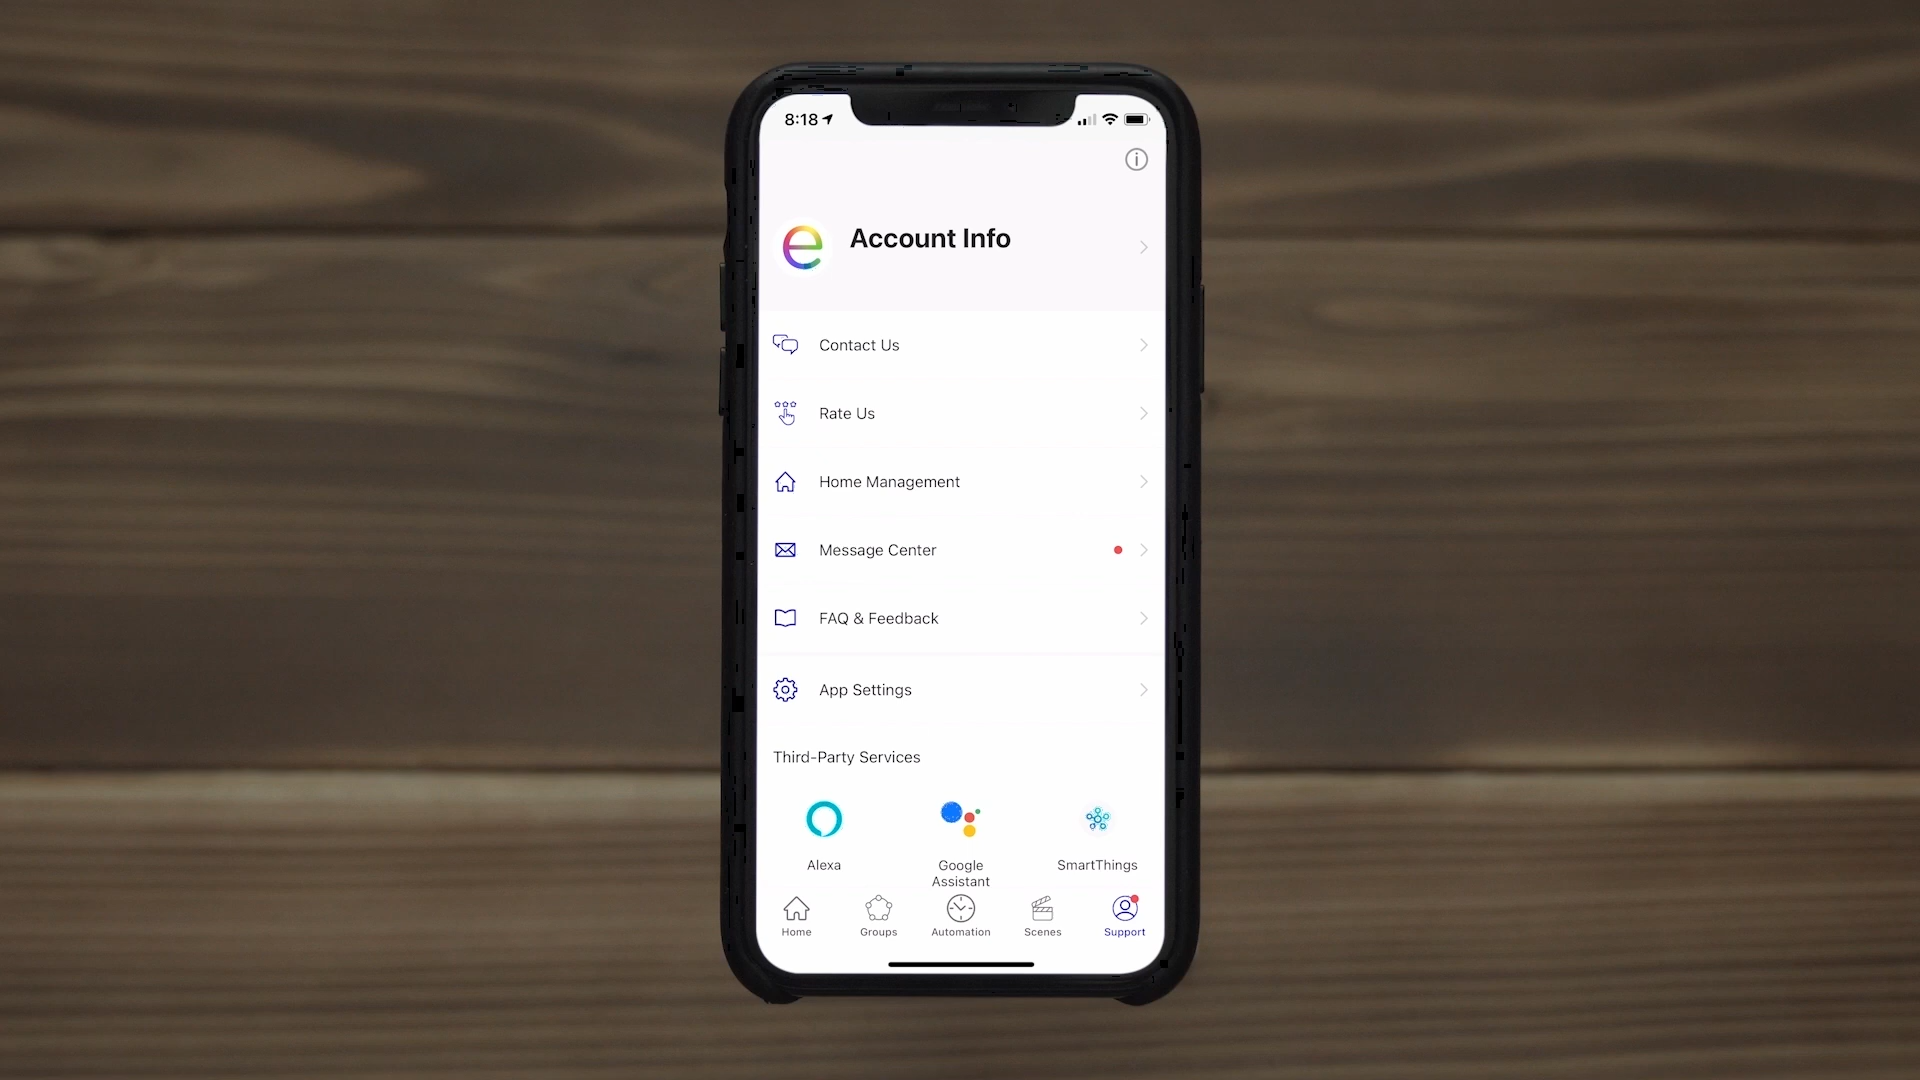 8:18
Account Info
Contact Us
Rate Us
Home Management
Message Center
FAQ & Feedback
App Settings
Third-Party Services
Alexa
Google
Assistant
SmartThings
Home
Groups
Automation
Scenes
Support